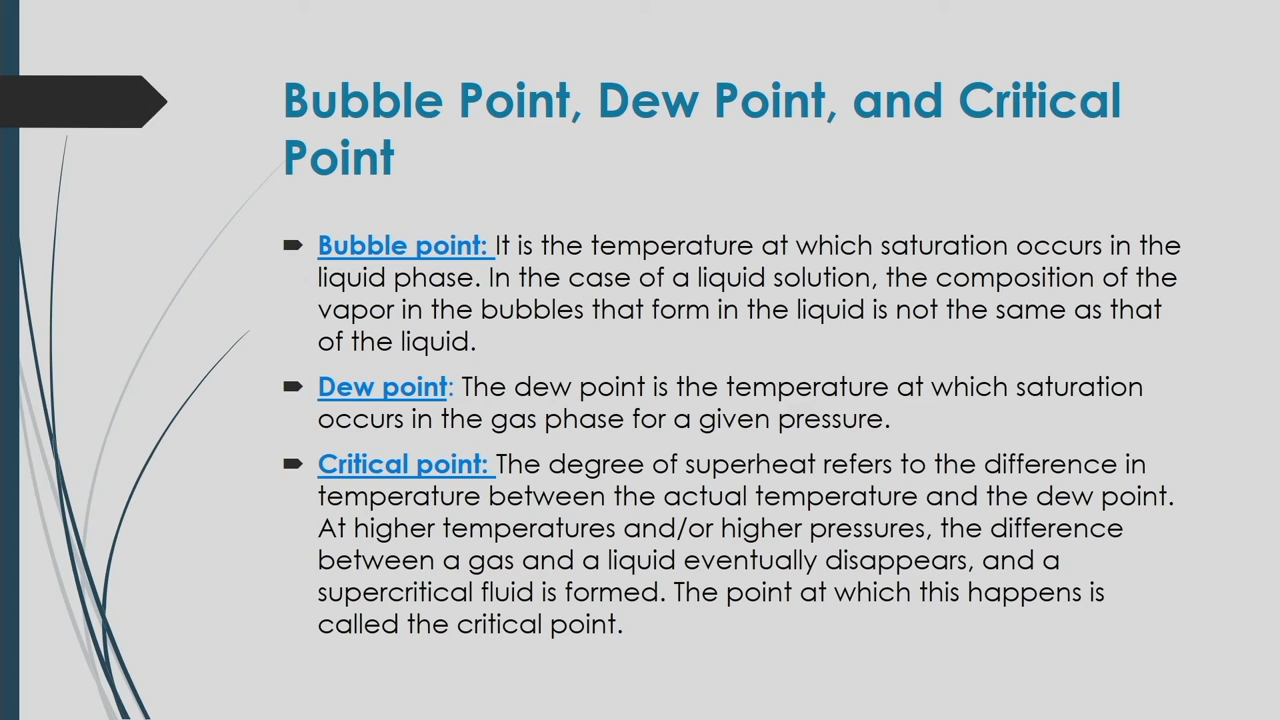 Bubble Point, Dew Point, and Critical
Point
Bubble point: It is the temperature at which saturation occurs in the
liquid phase. In the case of a liquid solution, the composition of the
vapor in the bubbles that form in the liquid is not the same as that
of the liquid.
Dew point: The dew point is the temperature at which saturation
occurs in the gas phase for a given pressure.
Critical point: The degree of superheat refers to the difference in
temperature between the actual temperature and the dew point.
At higher temperatures and/or higher pressures, the difference
between a gas and a liquid eventually disappears, and a
supercritical fluid is formed. The point at which this happens is
called the critical point.